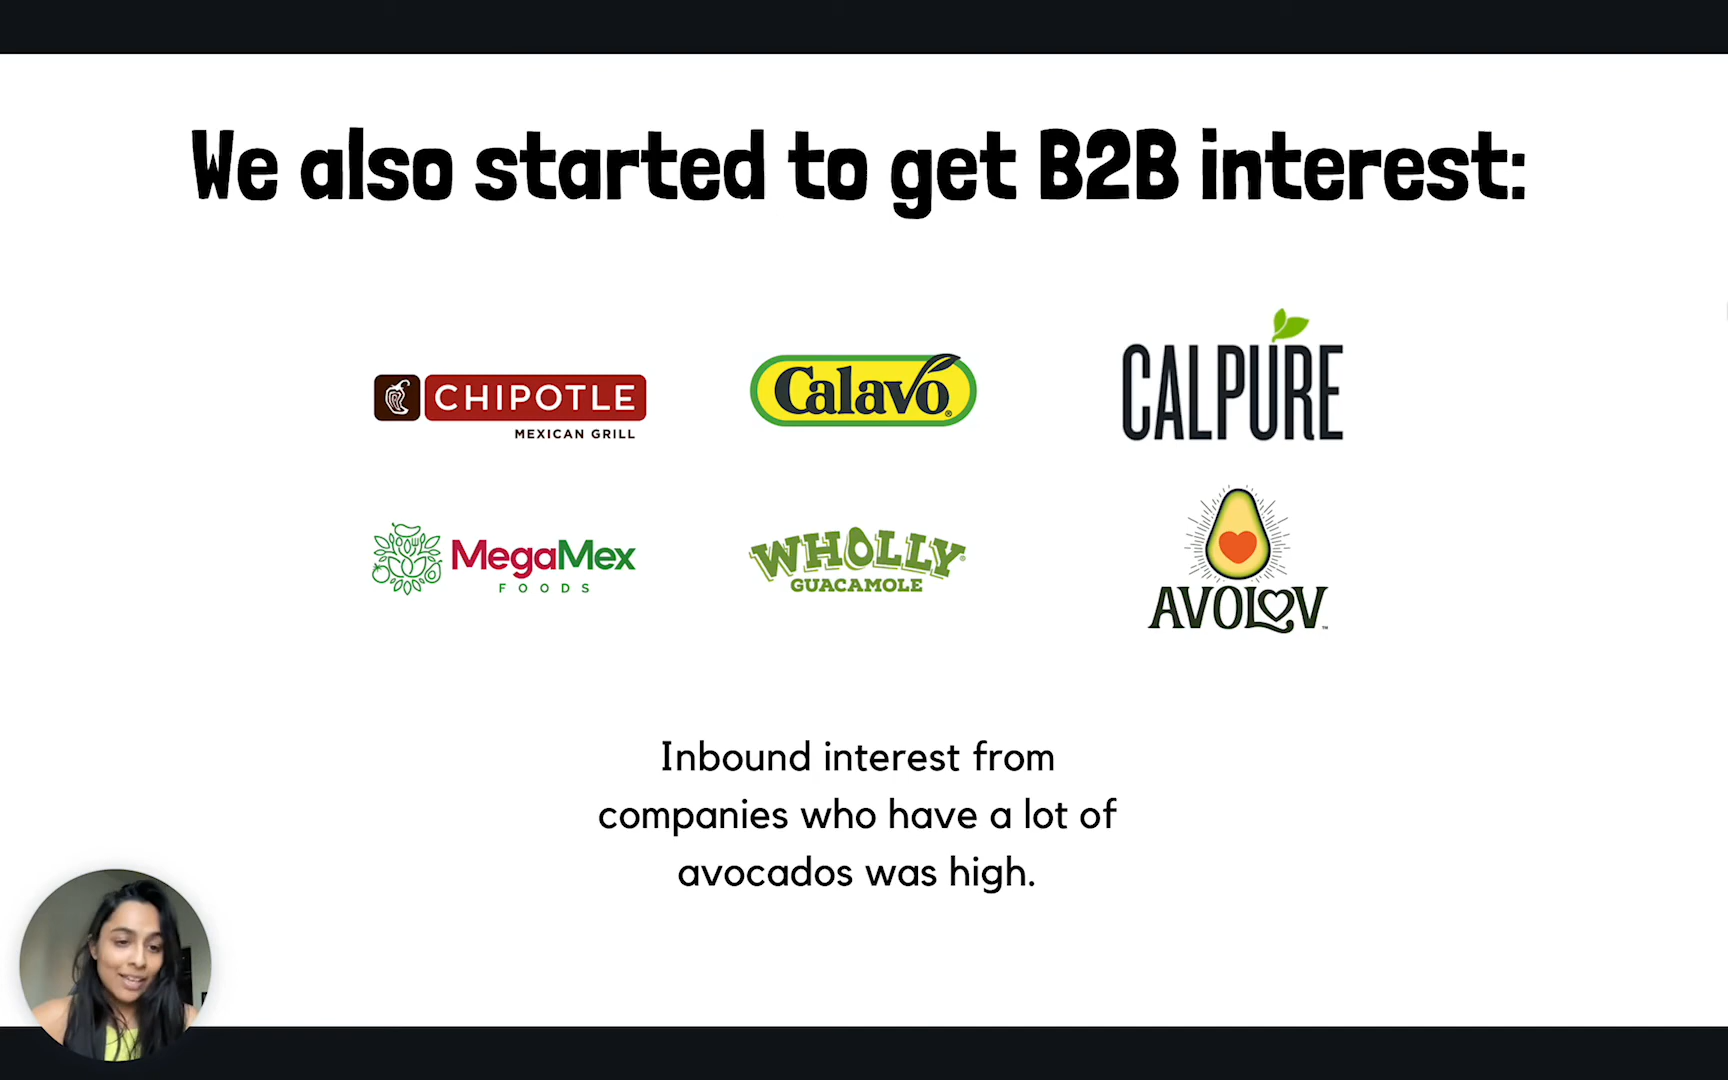 We also started to get B2B interest:
CHIPOTLE
MEXICAN GRILL
Calavo®
CALPURE
MegaMex
FOODS
WHOLLY®
GUACAMOLE
AVOLOV™
Inbound interest from
companies who have a lot of
avocados was high.